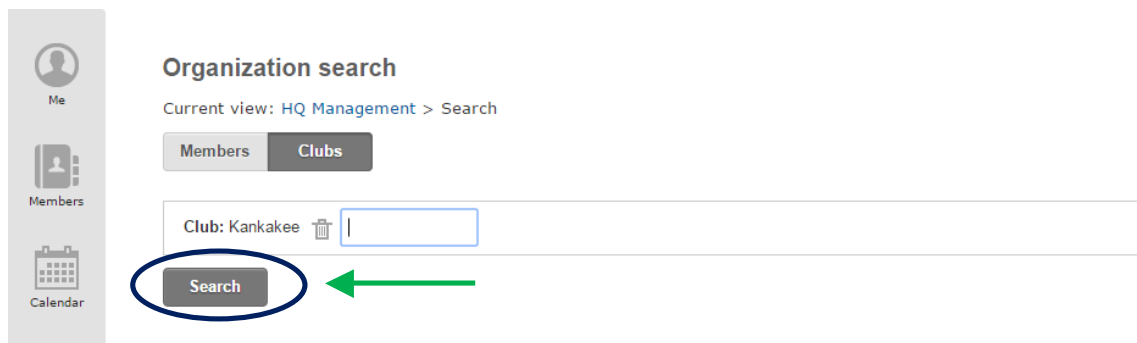 Me
Members
Calendar
Organization search
Current view: HQ Management > Search
Members Clubs
Club: Kankakee
Search